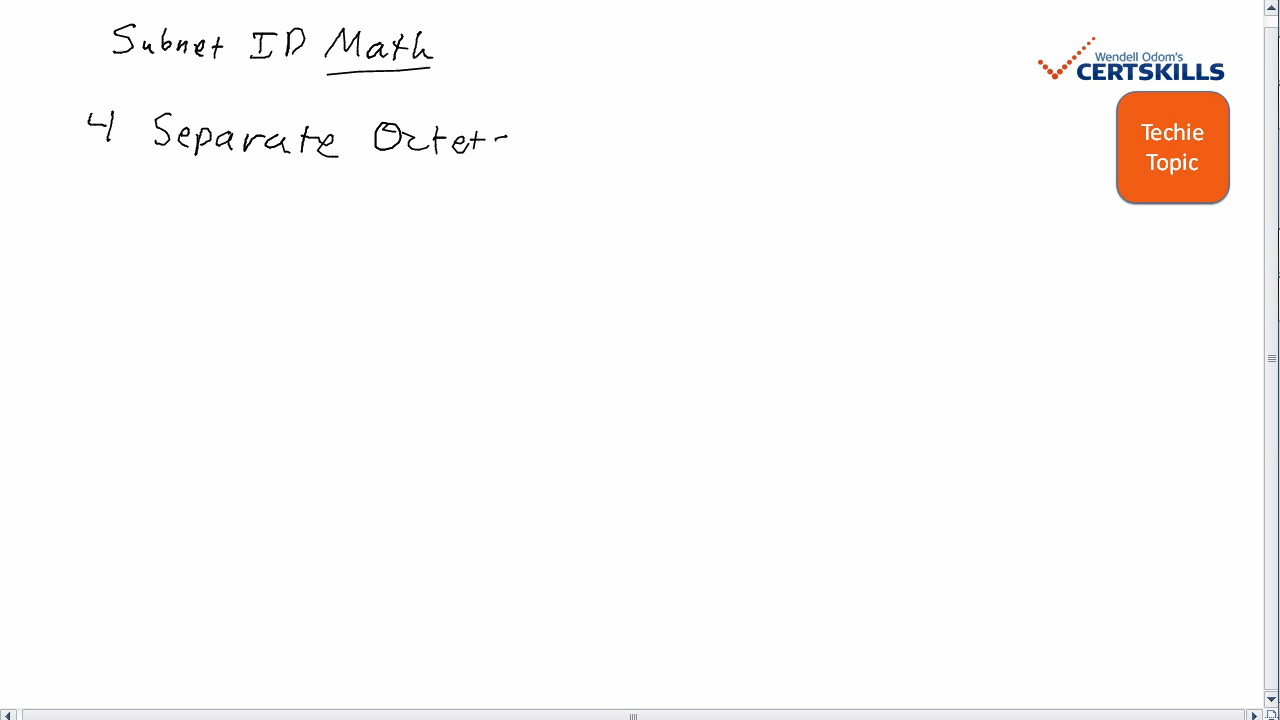 Subnet ID Math
4 Separate Octet
Wendell Odom's
CERTSKILLS
Techie
Topic